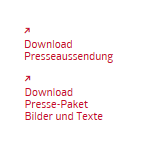 Download
Presseaussendung
Download
Presse-Paket
Bilder und Texte